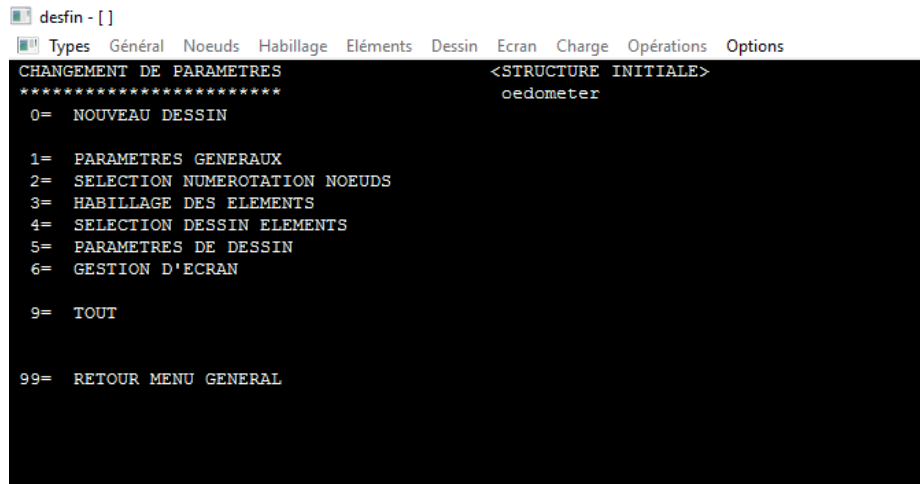 desfin - [ ]
Types Général Noeuds Habillage Eléments Dessin Ecran Charge Opérations Options
CHANGEMENT DE PARAMETRES <STRUCTURE INITIALE>
************************ oedometer
0= NOUVEAU DESSIN
1= PARAMETRES GENERAUX
2= SELECTION NUMEROTATION NOEUDS
3= HABILLAGE DES ELEMENTS
4= SELECTION DESSIN ELEMENTS
5= PARAMETRES DE DESSIN
6= GESTION D'ECRAN
9= TOUT
99= RETOUR MENU GENERAL